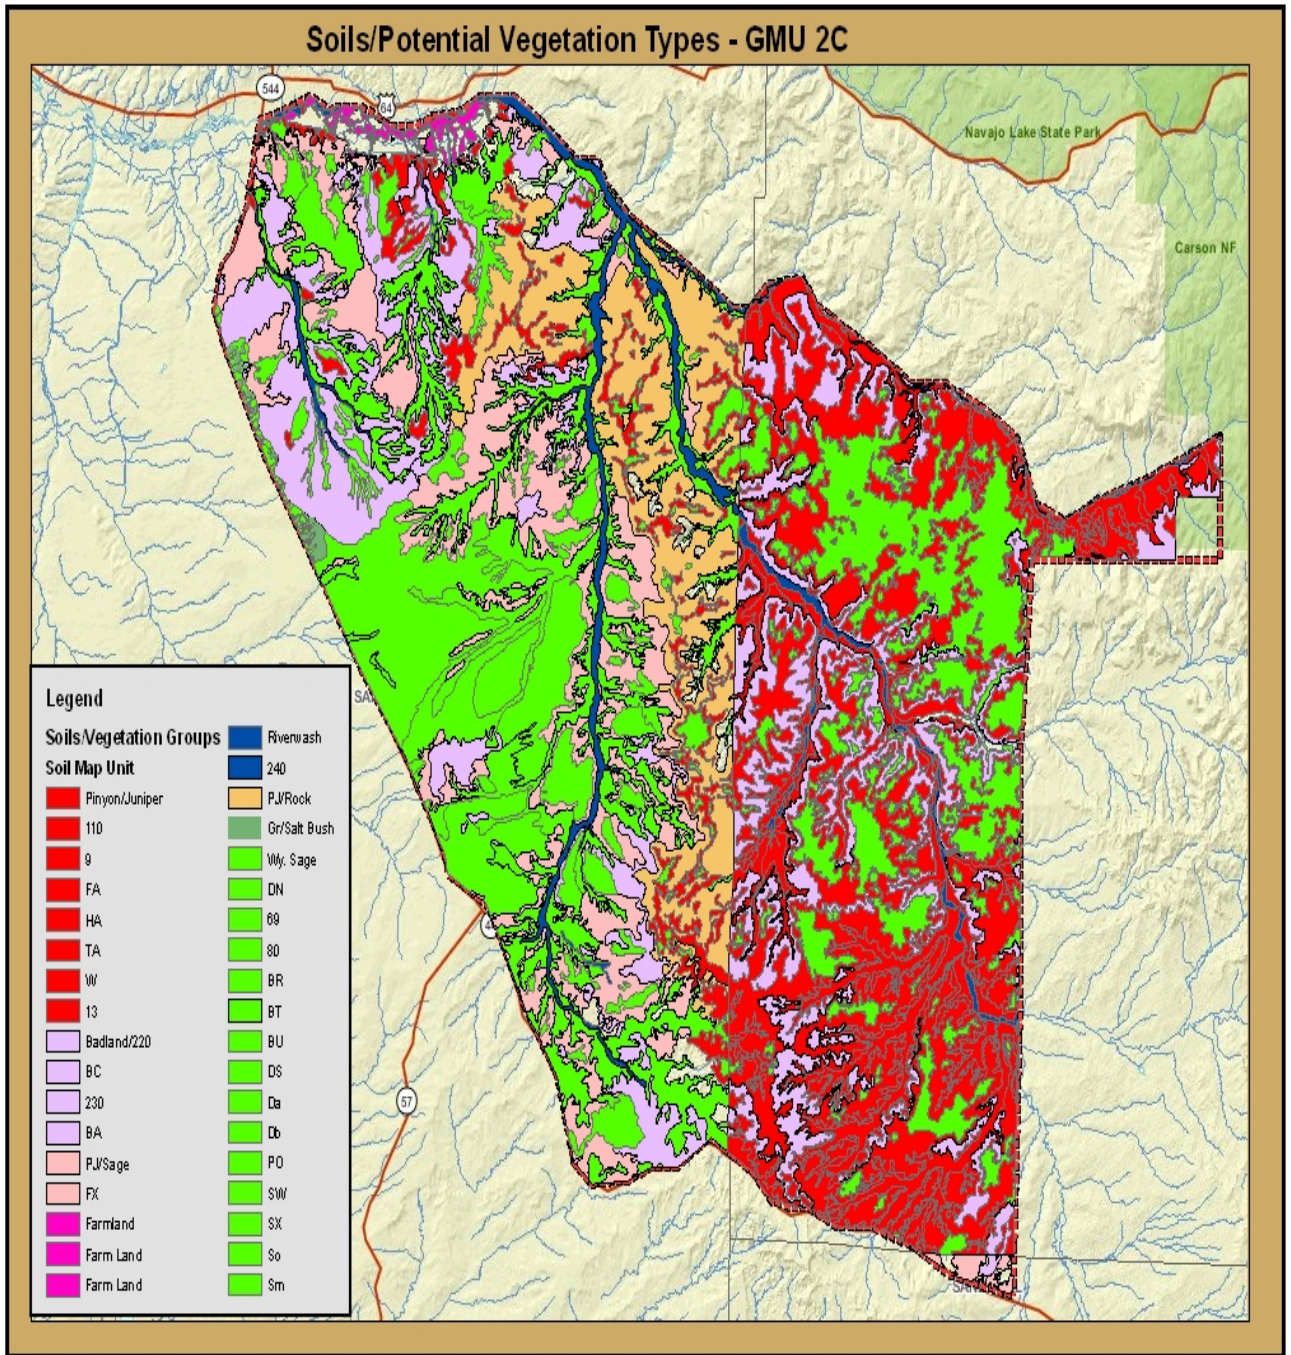 Soils/Potential Vegetation Types - GMU 2C
544
64
Navajo Lake State Park
Carson NF
57
Legend
Soils/Vegetation Groups
Soil Map Unit
Pinyon/Juniper
110
9
FA
HA
TA
W
13
Badland/220
BC
230
BA
PJ/Sage
FX
Farmland
Farm Land
Farm Land
Riverwash
240
PJ/Rock
Gr/Salt Bush
Wy. Sage
DN
69
80
BR
BT
BU
DS
Da
Db
PO
SW
SX
So
Sm